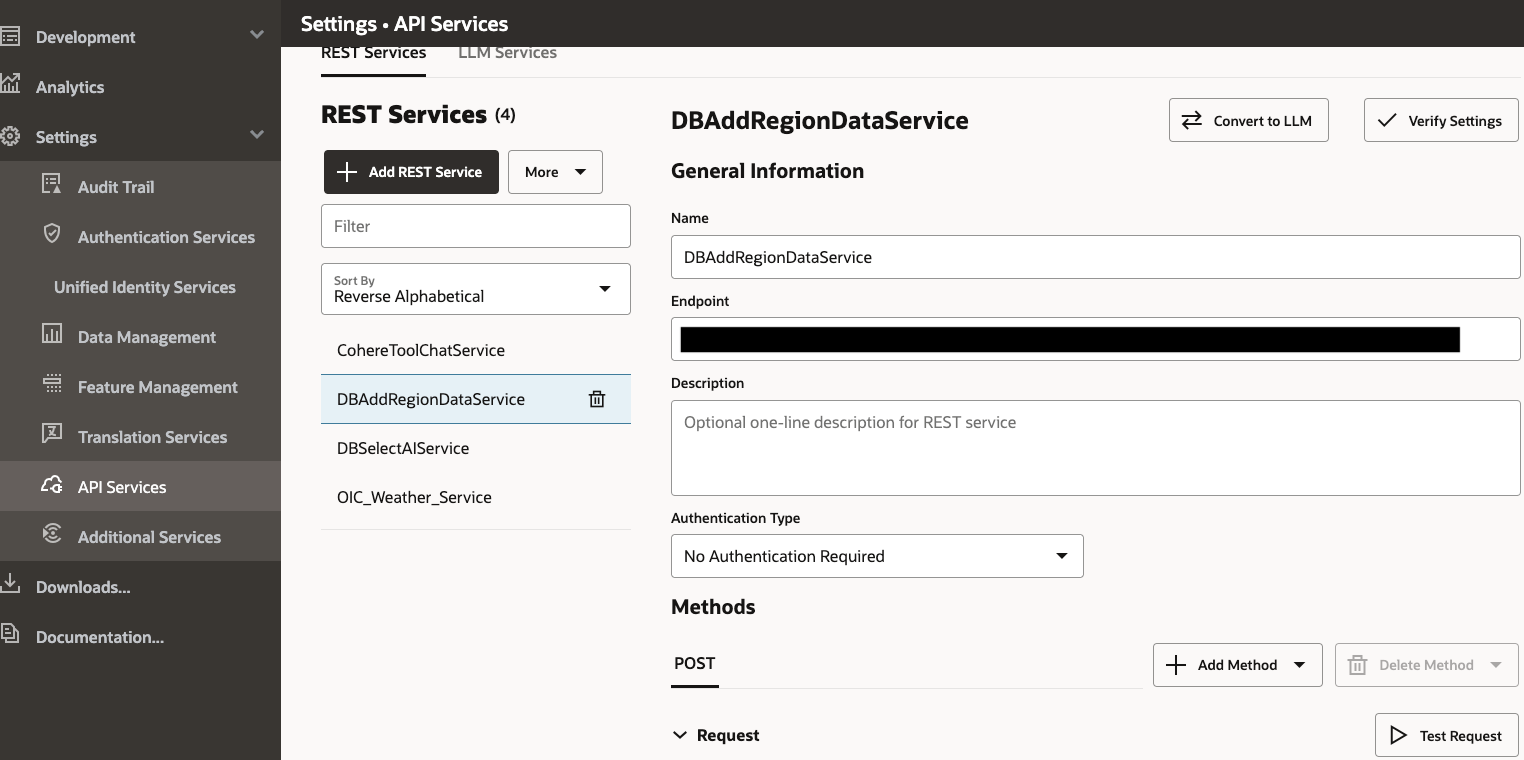 Development
Analytics
Settings
Audit Trail
Authentication Services
Unified Identity Services
Data Management
Feature Management
Translation Services
API Services
Additional Services
Downloads...
Documentation...
Settings • API Services
REST Services LLM Services
REST Services (4)
Add REST Service More
Filter
Sort By
Reverse Alphabetical
CohereToolChatService
DBAddRegionDataService
DBSelectAIService
OIC_Weather_Service
DBAddRegionDataService
Convert to LLM Verify Settings
General Information
Name
DBAddRegionDataService
Endpoint
Description
Optional one-line description for REST service
Authentication Type
No Authentication Required
Methods
POST Add Method Delete Method
Request Test Request